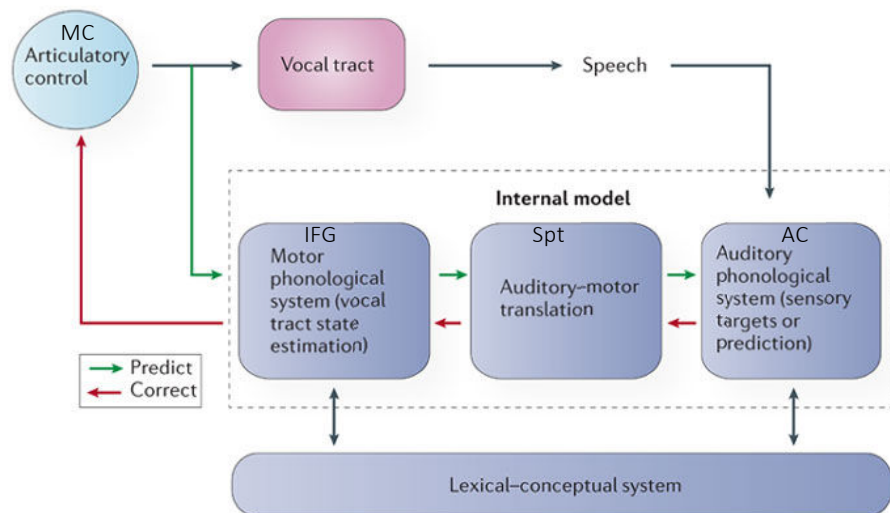 MC
Articulatory
control
Vocal tract
Speech
Internal model
IFG
Motor
phonological
system (vocal
tract state
estimation)
Spt
Auditory–motor
translation
AC
Auditory
phonological
system (sensory
targets or
prediction)
Predict
Correct
Lexical–conceptual system